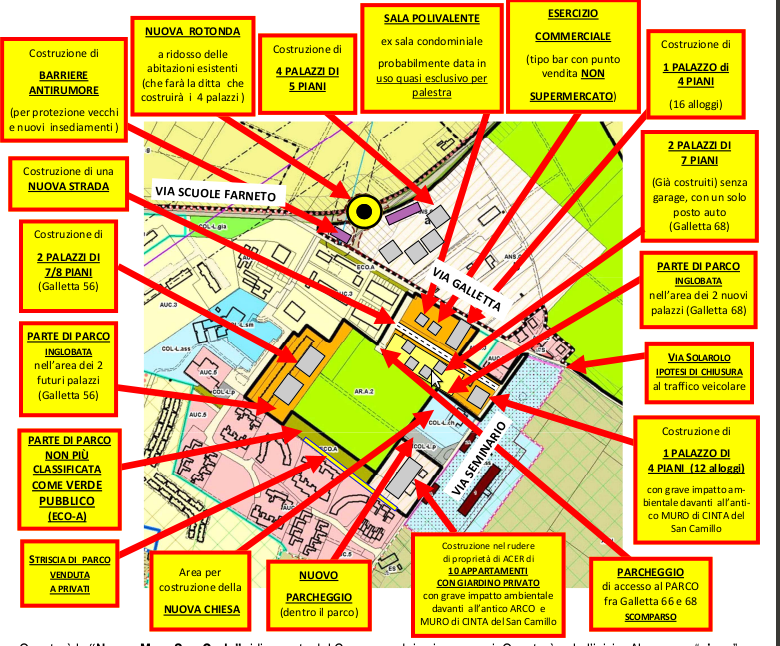 Costruzione di
BARRIERE
ANTIRUMORE
(per protezione vecchi
e nuovi insediamenti)
NUOVA ROTONDA
a ridosso delle
abitazioni esistenti
(che farà la ditta che
costruirà i 4 palazzi)
Costruzione di
4 PALAZZI DI
5 PIANI
SALA POLIVALENTE
ex sala condominiale
probabilmente data in
uso quasi esclusivo per
palestra
ESERCIZIO
COMMERCIALE
(tipo bar con punto
vendita NON
SUPERMERCATO)
Costruzione di
1 PALAZZO di
4 PIANI
(16 alloggi)
Costruzione di una
NUOVA STRADA
2 PALAZZI DI
7 PIANI
(Già costruiti) senza
garage, con un solo
posto auto
(Galletta 68)
Costruzione di
2 PALAZZI DI
7/8 PIANI
(Galletta 56)
PARTE DI PARCO
INGLOBATA
nell'area dei 2 nuovi
palazzi (Galletta 68)
PARTE DI PARCO
INGLOBATA
nell'area dei 2
futuri palazzi
(Galletta 56)
VIA SOLAROLO
IPOTESI DI CHIUSURA
al traffico veicolare
PARTE DI PARCO
NON PIÙ
CLASSIFICATA
COME VERDE
PUBBLICO
(ECO-A)
Costruzione di
1 PALAZZO DI
4 PIANI (12 alloggi)
con grave impatto am-
bientale davanti all'anti-
co MURO di CINTA del
San Camillo
STRISCIA DI PARCO
VENDUTA
A PRIVATI
Area per
costruzione della
NUOVA CHIESA
NUOVO
PARCHEGGIO
(dentro il parco)
Costruzione nel rudere
di proprietà di ACER di
10 APPARTAMENTI
CON GIARDINO PRIVATO
con grave impatto ambientale
davanti all'antico ARCO e
MURO DI CINTA del San Camillo
PARCHEGGIO
di accesso al PARCO
fra Galletta 66 e 68
SCOMPARSO
VIA SCUOLE FARNETO
VIA GALLETTA
VIA SEMINARIO
COL-L.gia
ECO.A
AUC.3
AUC.3
COL-L.sm
COL-L.ass
AUC.5
COL-L.p
AUC.5
AR.A.2
ECO.A
COL-L.ch
COL-L.p